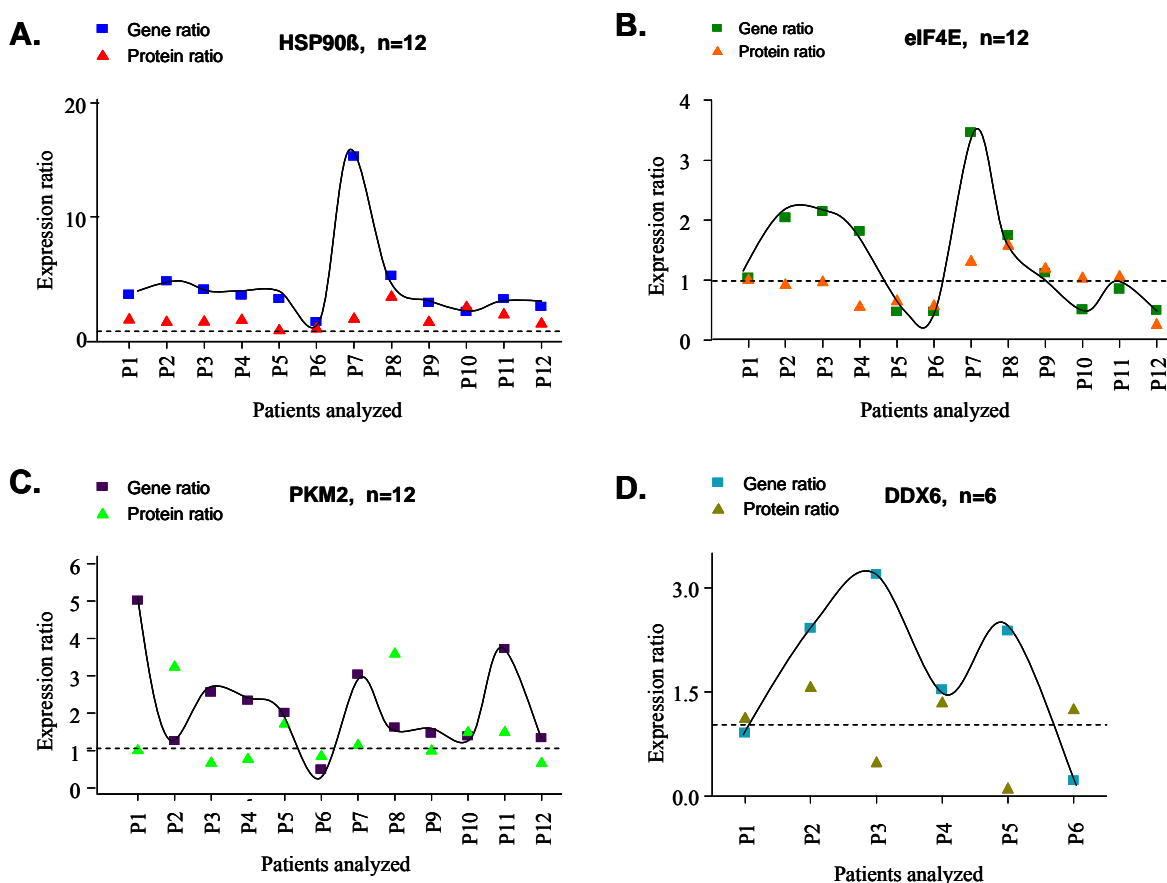 A.
Gene ratio
Protein ratio
HSP90ß, n=12
20
10
0
Expression ratio
P1 P2 P3 P4 P5 P6 P7 P8 P9 P10 P11 P12
Patients analyzed
B.
Gene ratio
Protein ratio
eIF4E, n=12
4
3
2
1
0
Expression ratio
P1 P2 P3 P4 P5 P6 P7 P8 P9 P10 P11 P12
Patients analyzed
C.
Gene ratio
Protein ratio
PKM2, n=12
6
5
4
3
2
1
0
Expression ratio
P1 P2 P3 P4 P5 P6 P7 P8 P9 P10 P11 P12
Patients analyzed
D.
Gene ratio
Protein ratio
DDX6, n=6
3.0
1.5
0.0
Expression ratio
P1 P2 P3 P4 P5 P6
Patients analyzed